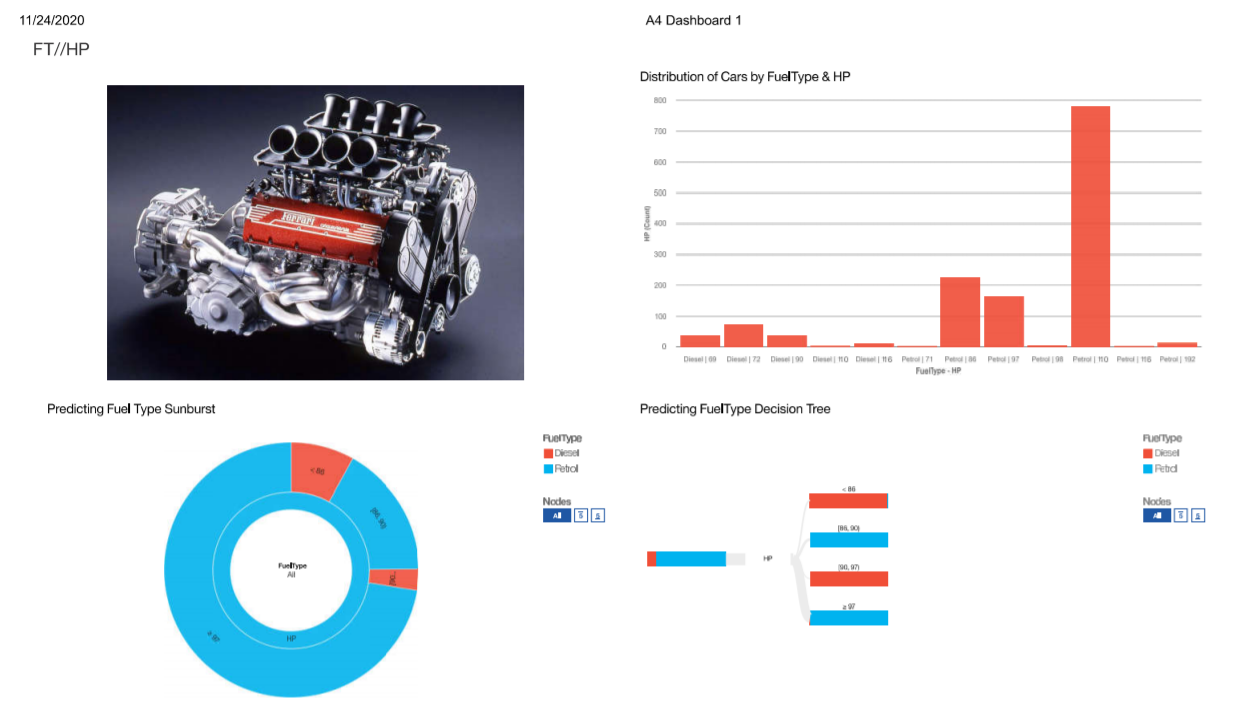 11/24/2020
A4 Dashboard 1
FT//HP
Ferrari
Distribution of Cars by FuelType & HP
800
700
600
500
400
300
200
100
0
HP (Count)
Diesel | 69 Diesel | 72 Diesel | 90 Diesel | 110 Diesel | 116 Petrol | 71 Petrol | 86 Petrol | 97 Petrol | 98 Petrol | 110 Petrol | 116 Petrol | 192
FuelType - HP
Predicting Fuel Type Sunburst
< 86
[86, 90)
[90...
≥ 97
HP
FuelType
All
FuelType
Diesel
Petrol
Nodes
All
Predicting FuelType Decision Tree
HP
< 86
[86, 90)
[90, 97)
≥ 97
FuelType
Diesel
Petrol
Nodes
All